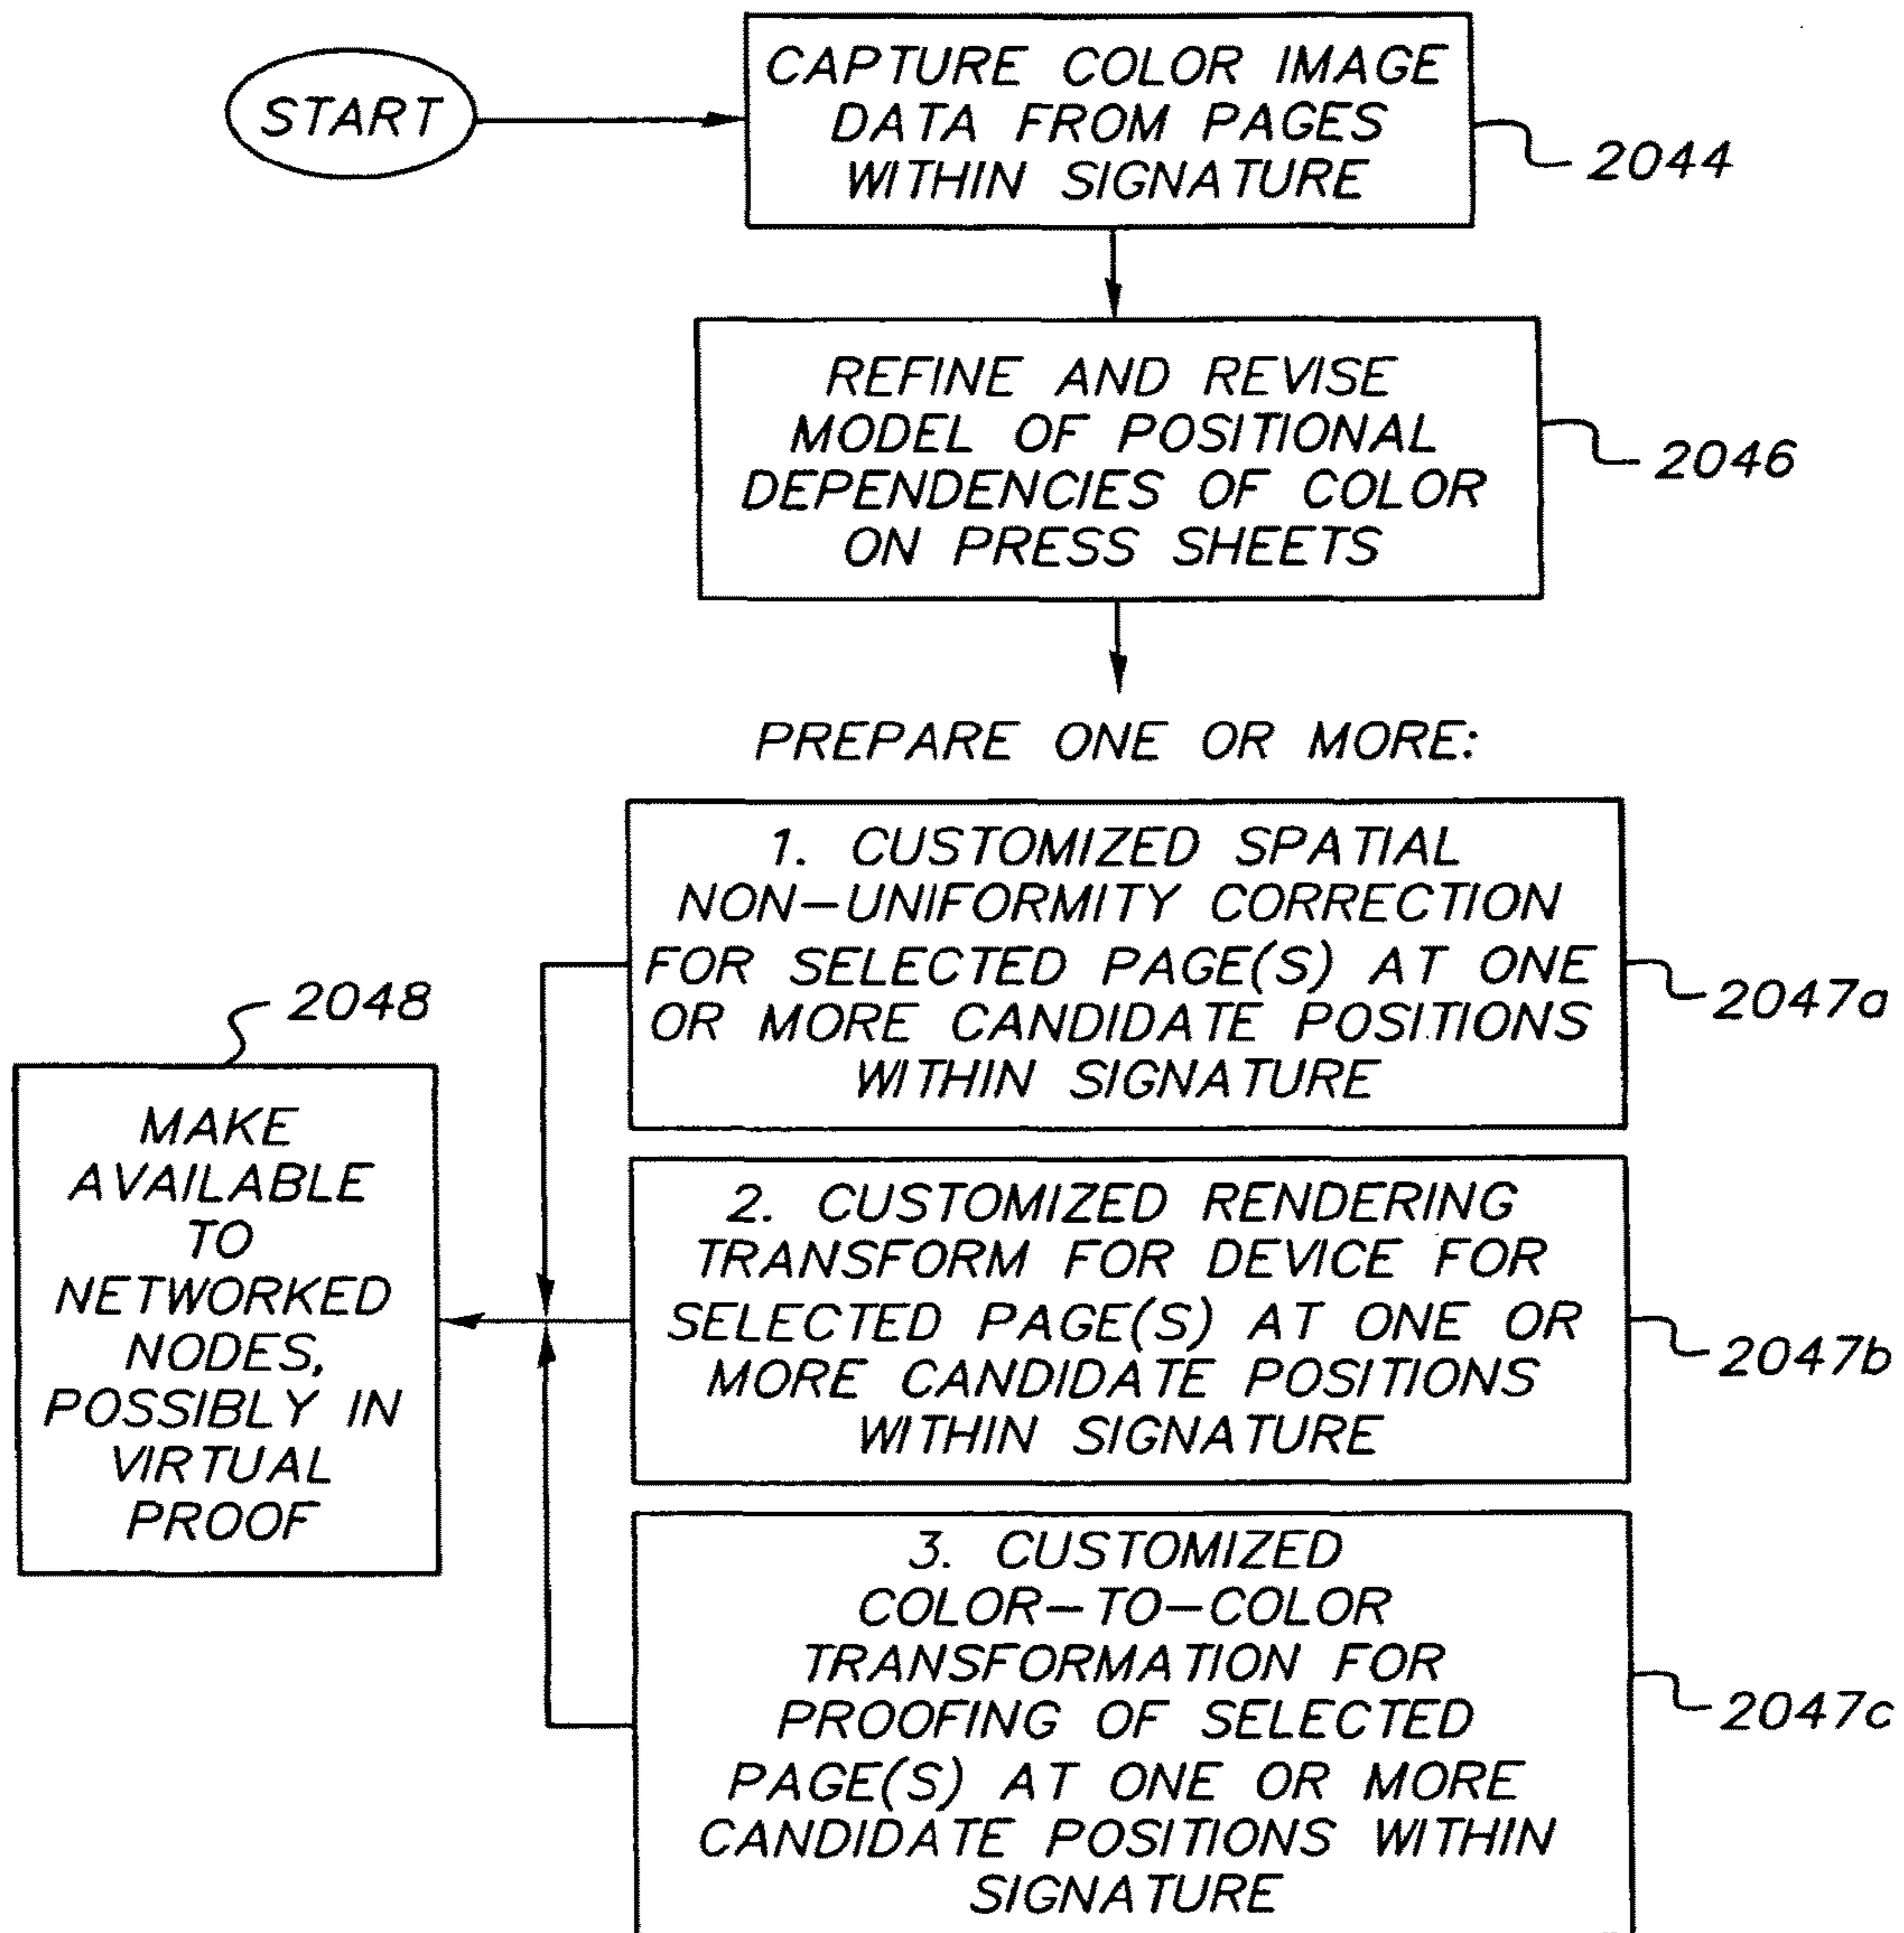 START
CAPTURE COLOR IMAGE
DATA FROM PAGES
WITHIN SIGNATURE
2044
REFINE AND REVISE
MODEL OF POSITIONAL
DEPENDENCIES OF COLOR
ON PRESS SHEETS
2046
PREPARE ONE OR MORE:
1. CUSTOMIZED SPATIAL
NON-UNIFORMITY CORRECTION
FOR SELECTED PAGE(S) AT ONE
OR MORE CANDIDATE POSITIONS
WITHIN SIGNATURE
2047a
2048
MAKE
AVAILABLE
TO
NETWORKED
NODES,
POSSIBLY IN
VIRTUAL
PROOF
2. CUSTOMIZED RENDERING
TRANSFORM FOR DEVICE FOR
SELECTED PAGE(S) AT ONE OR
MORE CANDIDATE POSITIONS
WITHIN SIGNATURE
2047b
3. CUSTOMIZED
COLOR-TO-COLOR
TRANSFORMATION FOR
PROOFING OF SELECTED
PAGE(S) AT ONE OR MORE
CANDIDATE POSITIONS WITHIN
SIGNATURE
2047c